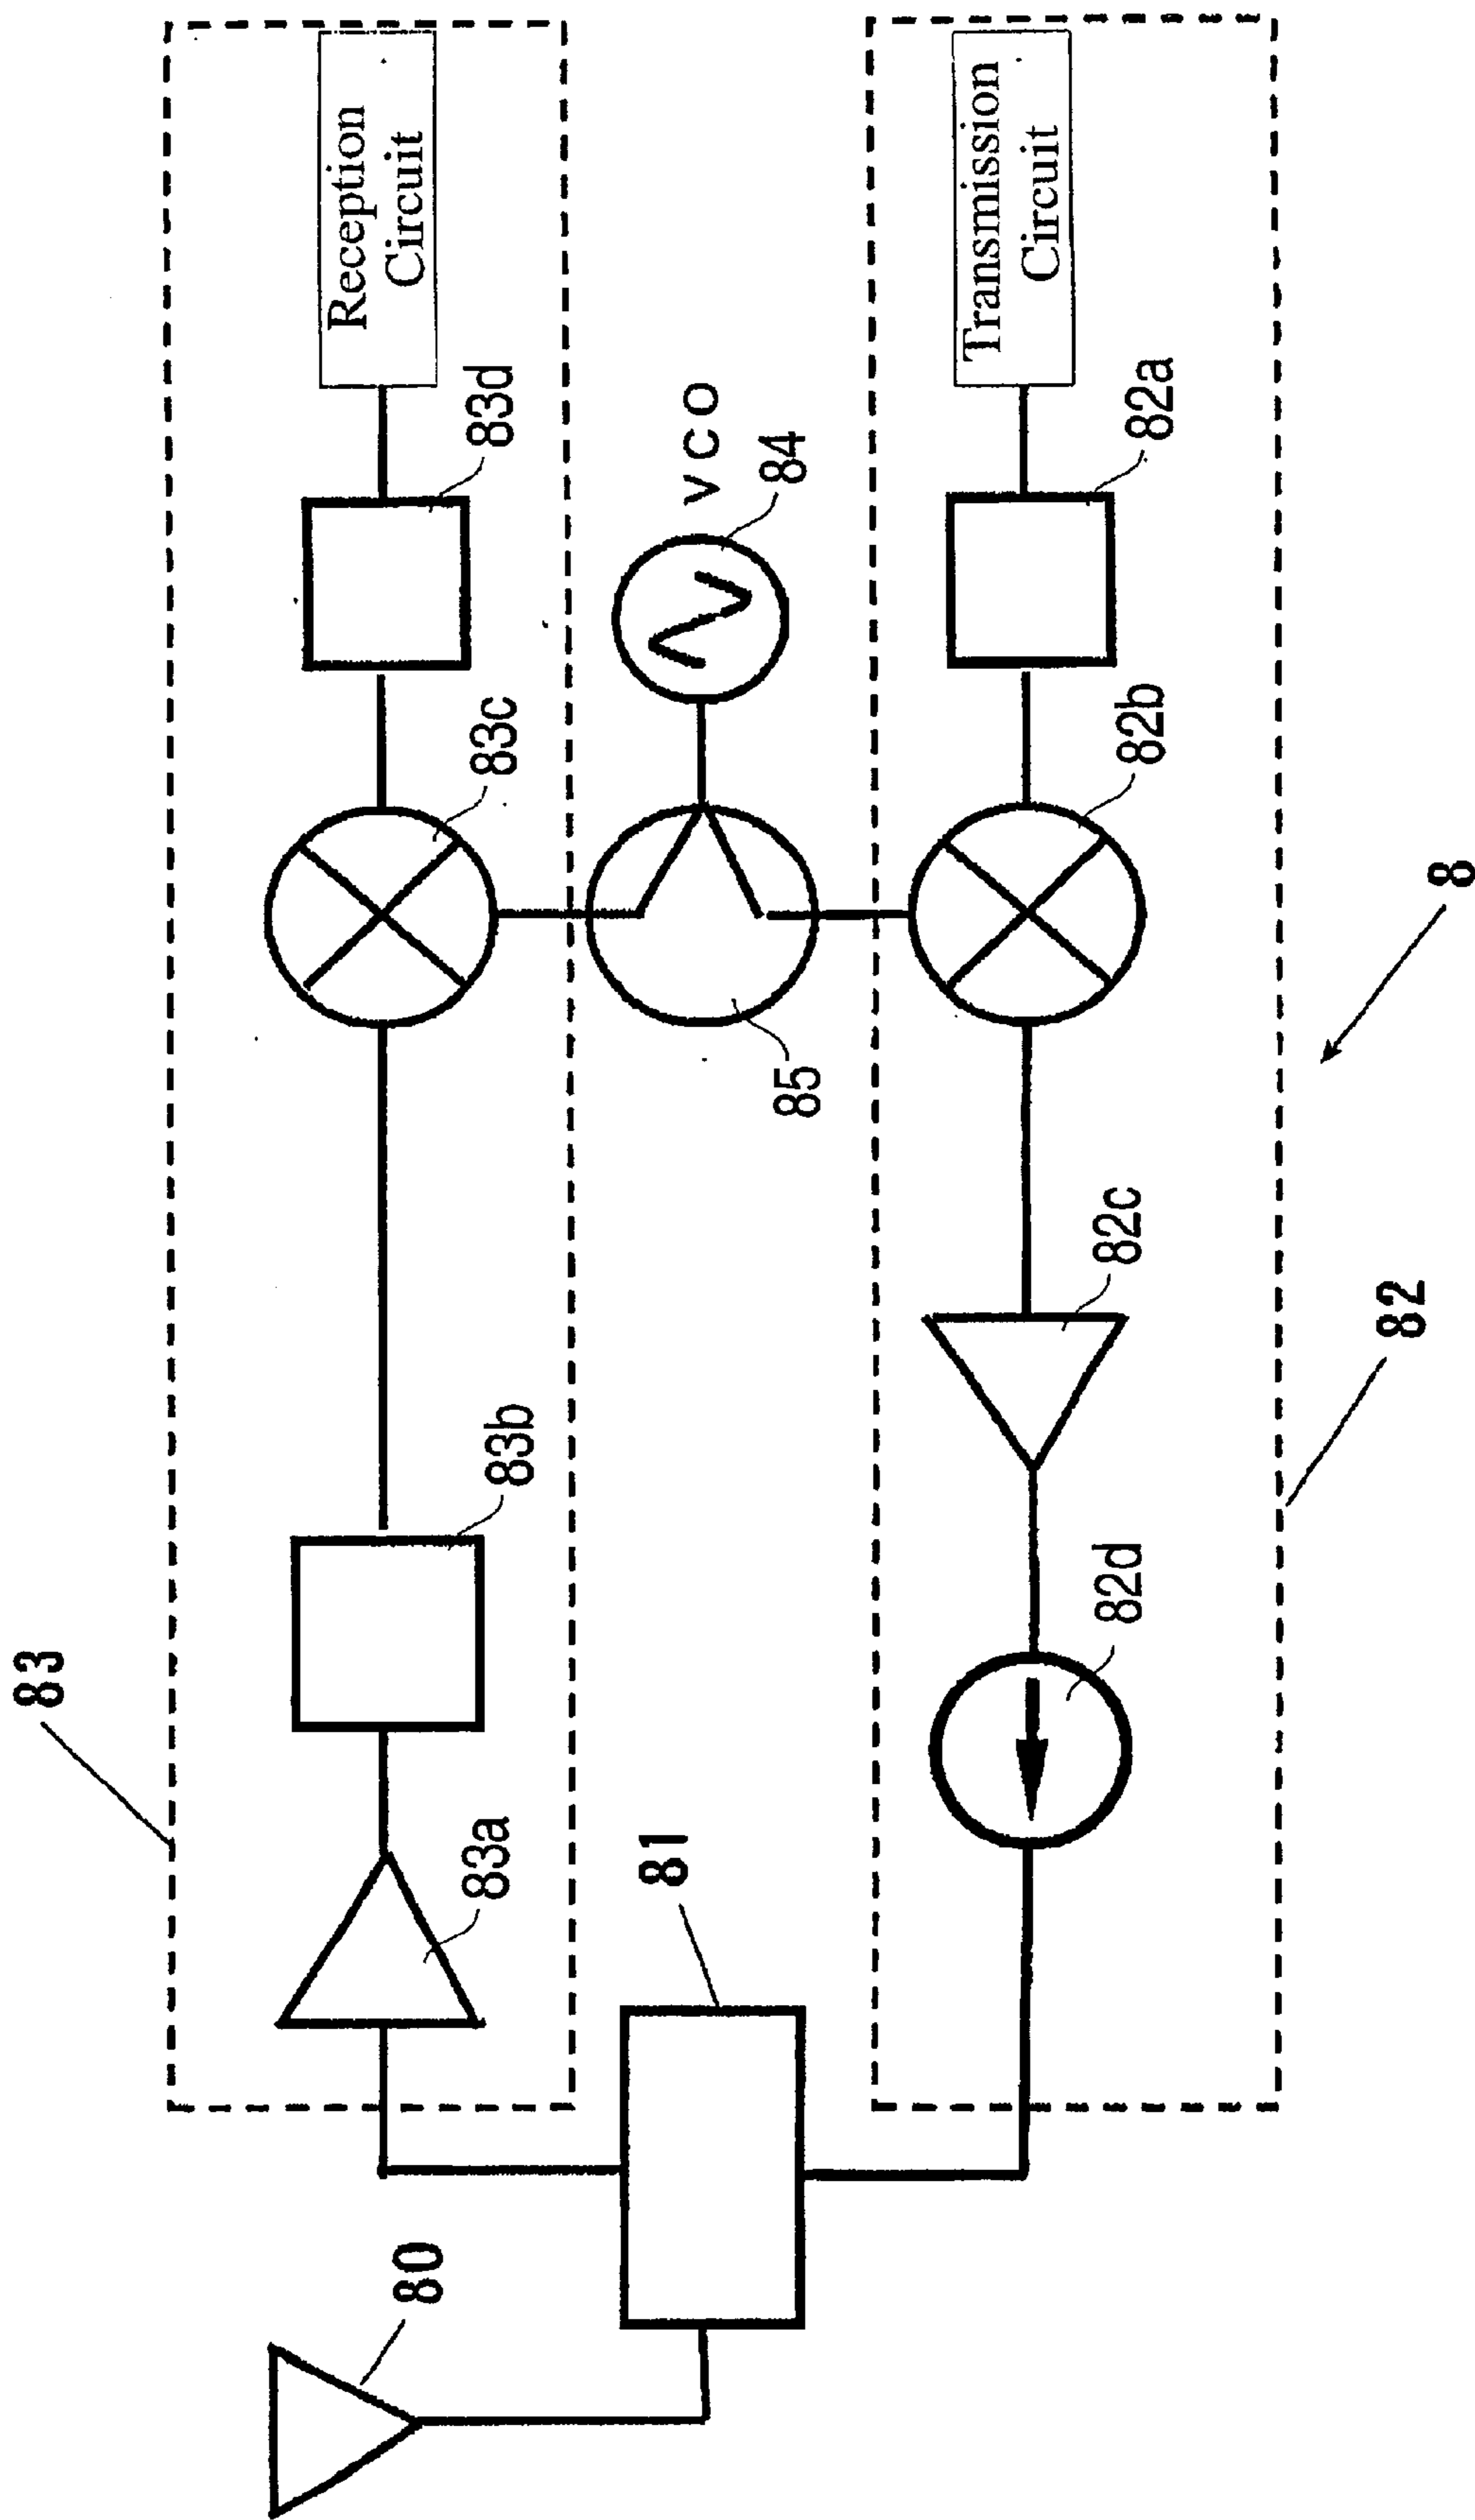 83
80
83a
83b
83c
83d
Reception
Circuit
81
85
84
VCO
82d
82c
82b
82a
Transmission
Circuit
82
8